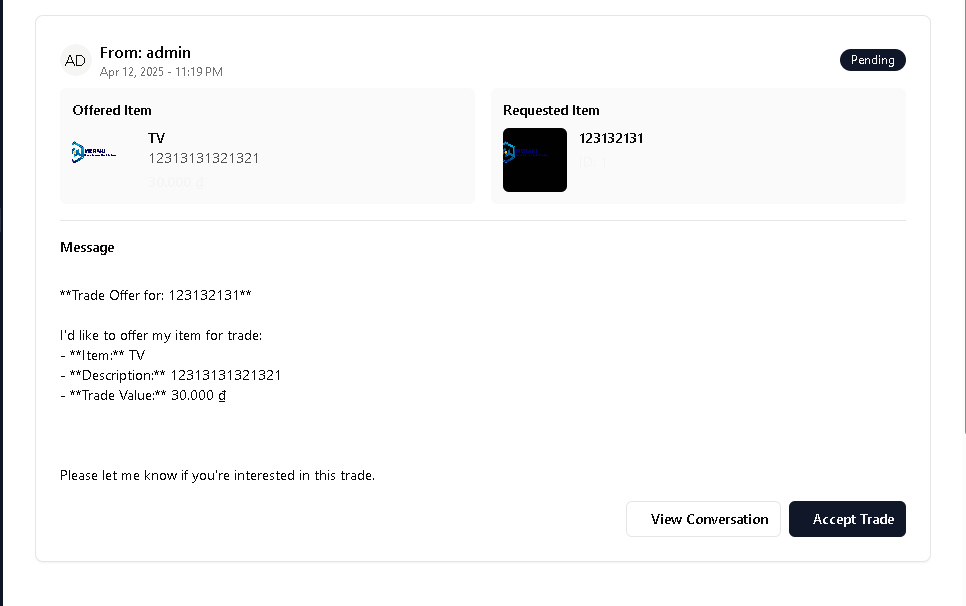 AD
From: admin
Apr 12, 2025 - 11:19 PM
Pending
Offered Item
TV
12313131321321
30.000 ₫
Requested Item
123132131
Message
**Trade Offer for: 123132131**
I'd like to offer my item for trade:
- **Item:** TV
- **Description:** 12313131321321
- **Trade Value:** 30.000 ₫
Please let me know if you're interested in this trade.
View Conversation
Accept Trade